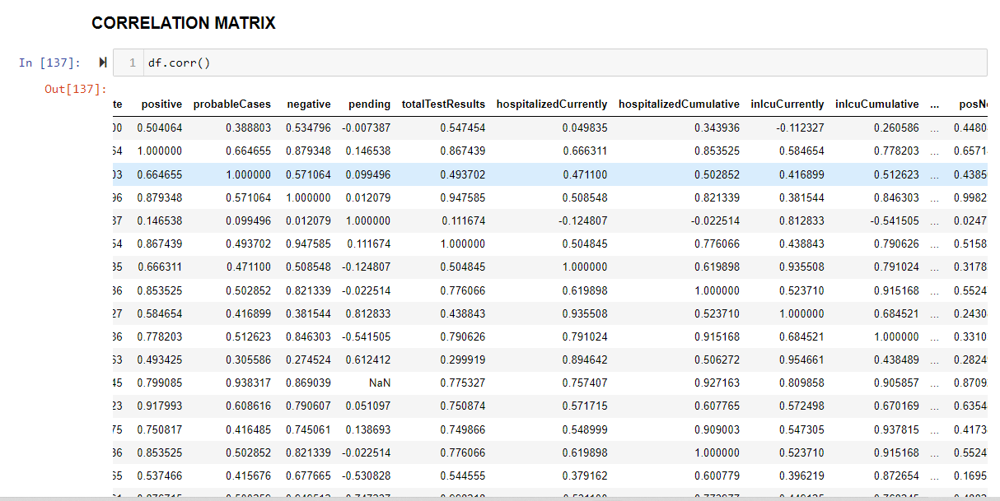 CORRELATION MATRIX
In [137]: 1 df.corr()
Out[137]:
te positive probableCases negative pending totalTestResults hospitalizedCurrently hospitalizedCumulative inIcuCurrently inIcuCumulative ... posN
00 0.504064 0.388803 0.534796 -0.007387 0.547454 0.049835 0.343936 -0.112327 0.260586 ... 0.4480
64 1.000000 0.664655 0.879348 0.146538 0.867439 0.666311 0.853525 0.584654 0.778203 ... 0.6571
03 0.664655 1.000000 0.571064 0.099496 0.493702 0.471100 0.502852 0.416899 0.512623 ... 0.4385
96 0.879348 0.571064 1.000000 0.012079 0.947585 0.508548 0.821339 0.381544 0.846303 ... 0.9982
37 0.146538 0.099496 0.012079 1.000000 0.111674 -0.124807 -0.022514 0.812833 -0.541505 ... 0.0247
54 0.867439 0.493702 0.947585 0.111674 1.000000 0.504845 0.776066 0.438843 0.790626 ... 0.5158
35 0.666311 0.471100 0.508548 -0.124807 0.504845 1.000000 0.619898 0.935508 0.791024 ... 0.3178
36 0.853525 0.502852 0.821339 -0.022514 0.776066 0.619898 1.000000 0.523710 0.915168 ... 0.5524
27 0.584654 0.416899 0.381544 0.812833 0.438843 0.935508 0.523710 1.000000 0.684521 ... 0.2430
36 0.778203 0.512623 0.846303 -0.541505 0.790626 0.791024 0.915168 0.684521 1.000000 ... 0.3310
63 0.493425 0.305586 0.274524 0.612412 0.299919 0.894642 0.506272 0.954661 0.438489 ... 0.2824
45 0.799085 0.938317 0.869039 NaN 0.775327 0.757407 0.927163 0.809858 0.905857 ... 0.8709
23 0.917993 0.608616 0.790607 0.051097 0.750874 0.571715 0.607765 0.572498 0.670169 ... 0.6354
75 0.750817 0.416485 0.745061 0.138693 0.749866 0.548999 0.909003 0.547305 0.937815 ... 0.4173
36 0.853525 0.502852 0.821339 -0.022514 0.776066 0.619898 1.000000 0.523710 0.915168 ... 0.5524
65 0.537466 0.415676 0.677665 -0.530828 0.544555 0.379162 0.600779 0.396219 0.872654 ... 0.1695